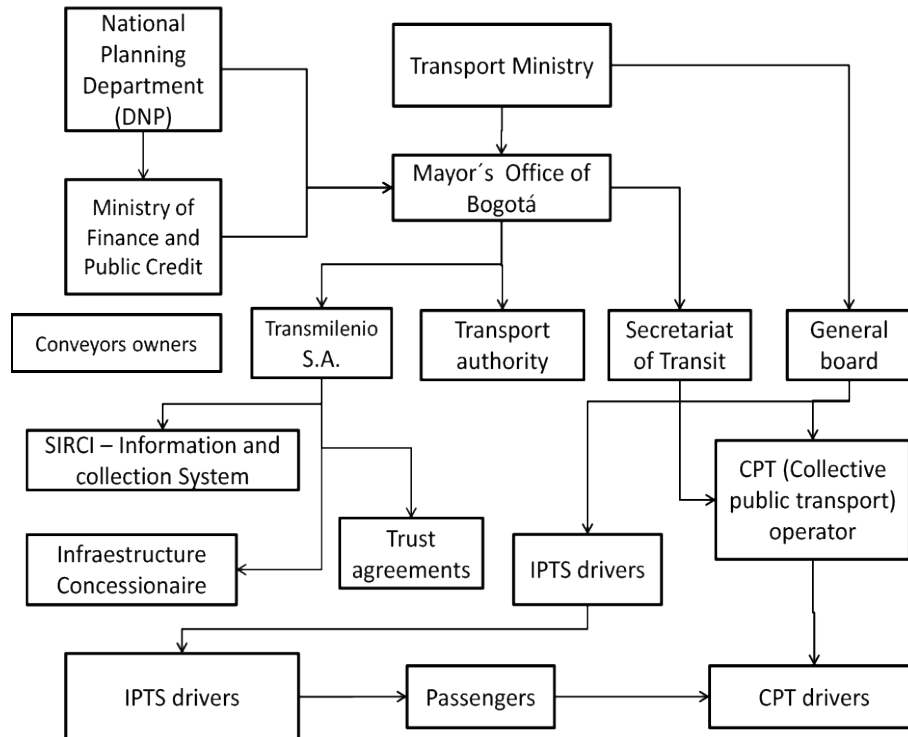 National
Planning
Department
(DNP)
Transport Ministry
Mayor´s Office of
Bogotá
Ministry of
Finance and
Public Credit
Conveyors owners
Transmilenio
S.A.
Transport
authority
Secretariat
of Transit
General
board
SIRCI – Information and
collection System
CPT (Collective
public transport)
operator
Infraestructure
Concessionaire
Trust
agreements
IPTS drivers
IPTS drivers
Passengers
CPT drivers